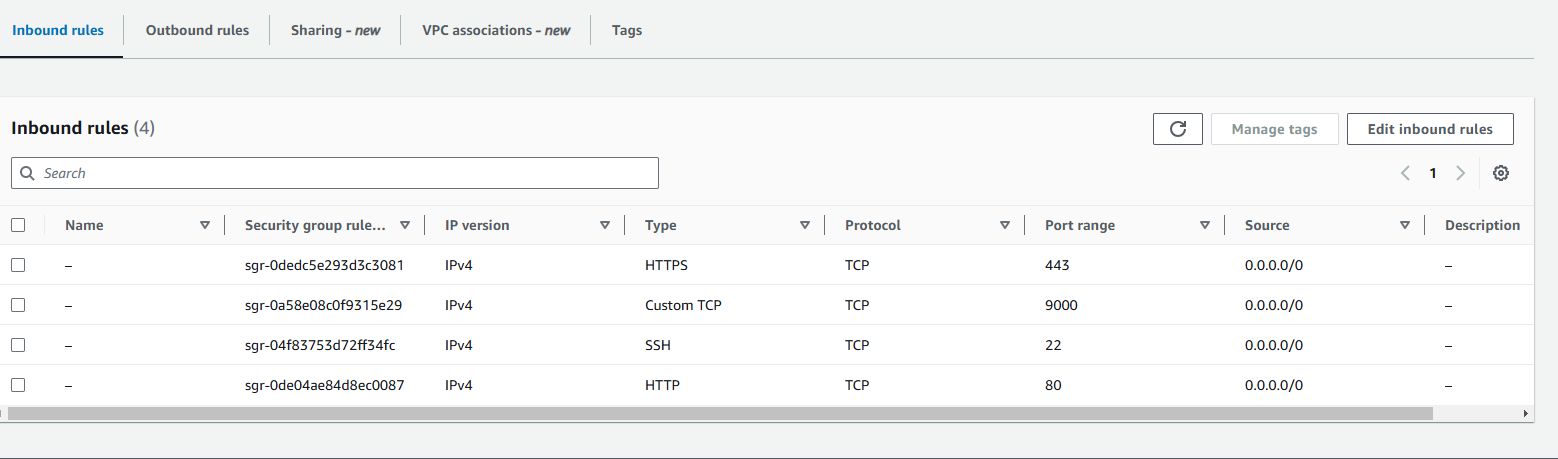 Inbound rules Outbound rules Sharing - new VPC associations - new Tags
Inbound rules (4) Manage tags Edit inbound rules
Search 1
Name Security group rule... IP version Type Protocol Port range Source Description
– sgr-0dedc5e293d3c3081 IPv4 HTTPS TCP 443 0.0.0.0/0 –
– sgr-0a58e08c0f9315e29 IPv4 Custom TCP TCP 9000 0.0.0.0/0 –
– sgr-04f83753d72ff34fc IPv4 SSH TCP 22 0.0.0.0/0 –
– sgr-0de04ae84d8ec0087 IPv4 HTTP TCP 80 0.0.0.0/0 –